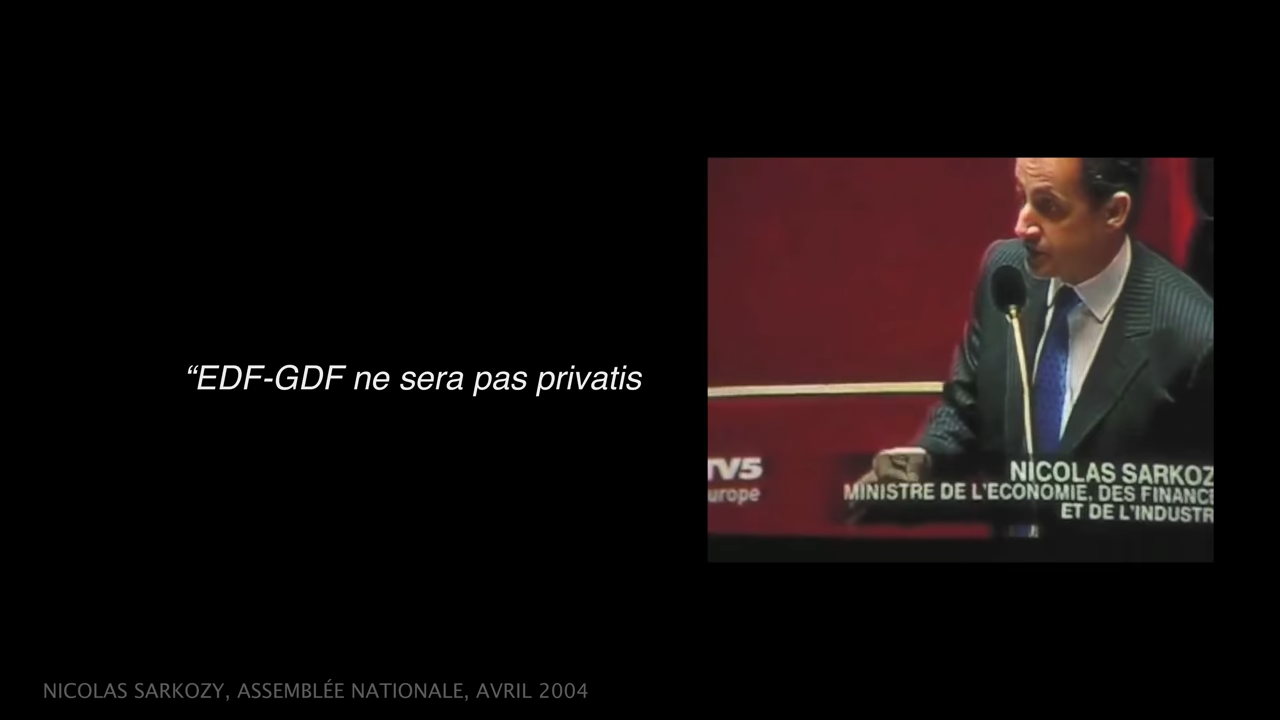 “EDF-GDF ne sera pas privatis
TV5
urope
NICOLAS SARKOZ
MINISTRE DE L'ECONOMIE, DES FINANCE
ET DE L'INDUSTR
NICOLAS SARKOZY, ASSEMBLÉE NATIONALE, AVRIL 2004